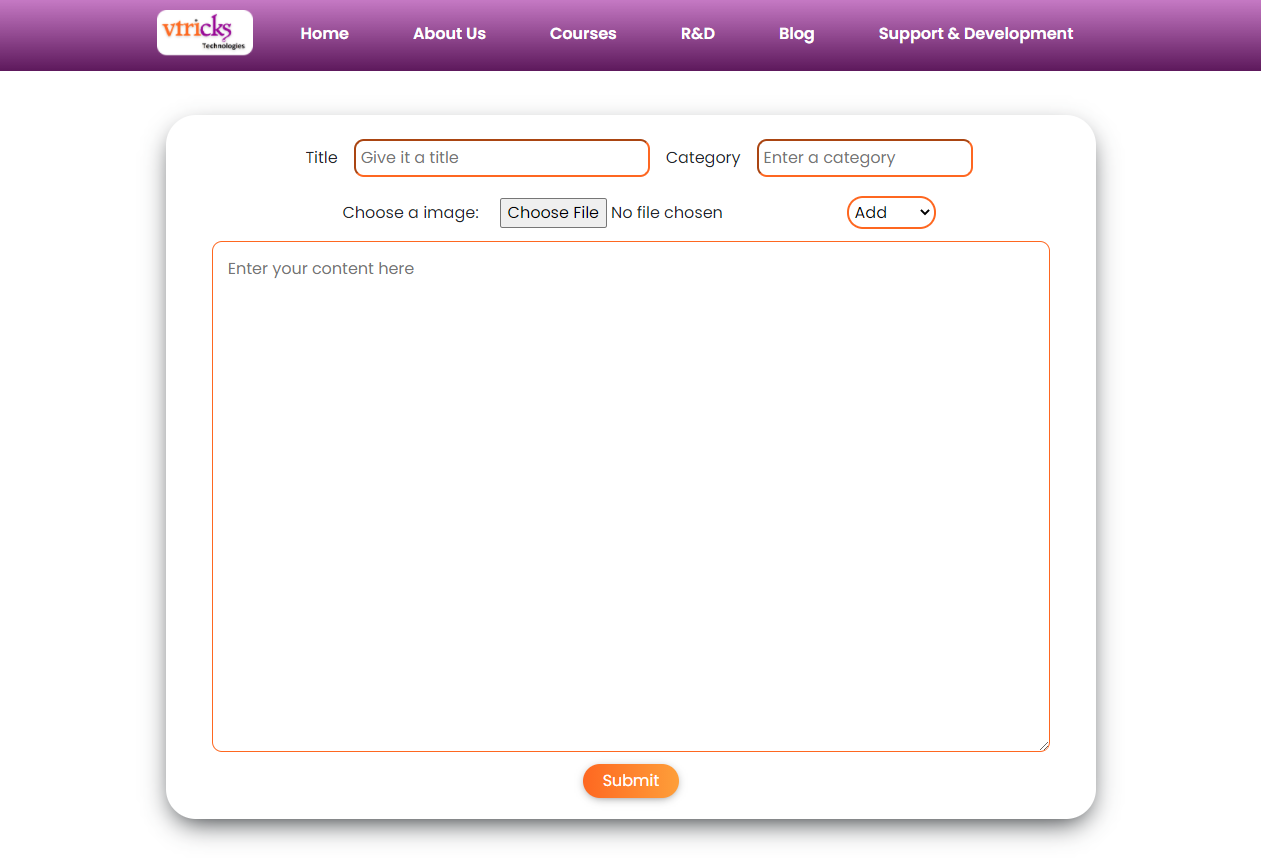 vtricks
Technologies
Home About Us Courses R&D Blog Support & Development
Title Give it a title Category Enter a category
Choose a image: Choose File No file chosen Add
Enter your content here
Submit